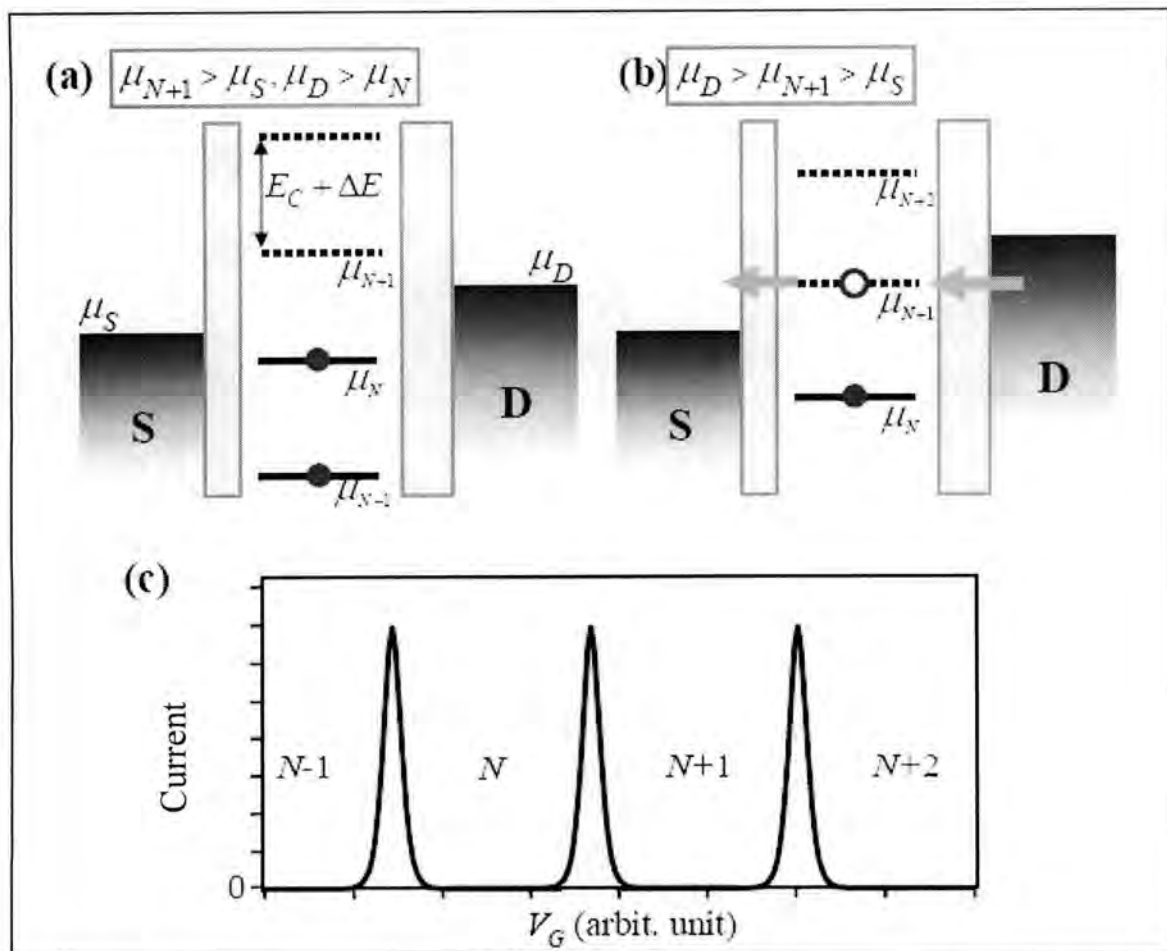 (a) μ_{N+1} > μ_S, μ_D > μ_N
E_C + ΔE
μ_{N+1}
μ_D
μ_S
μ_N
S
D
μ_{N-1}
(b) μ_D > μ_{N+1} > μ_S
μ_{N+2}
μ_{N+1}
D
S
μ_N
(c)
Current
N-1
N
N+1
N+2
0
V_G (arbit. unit)